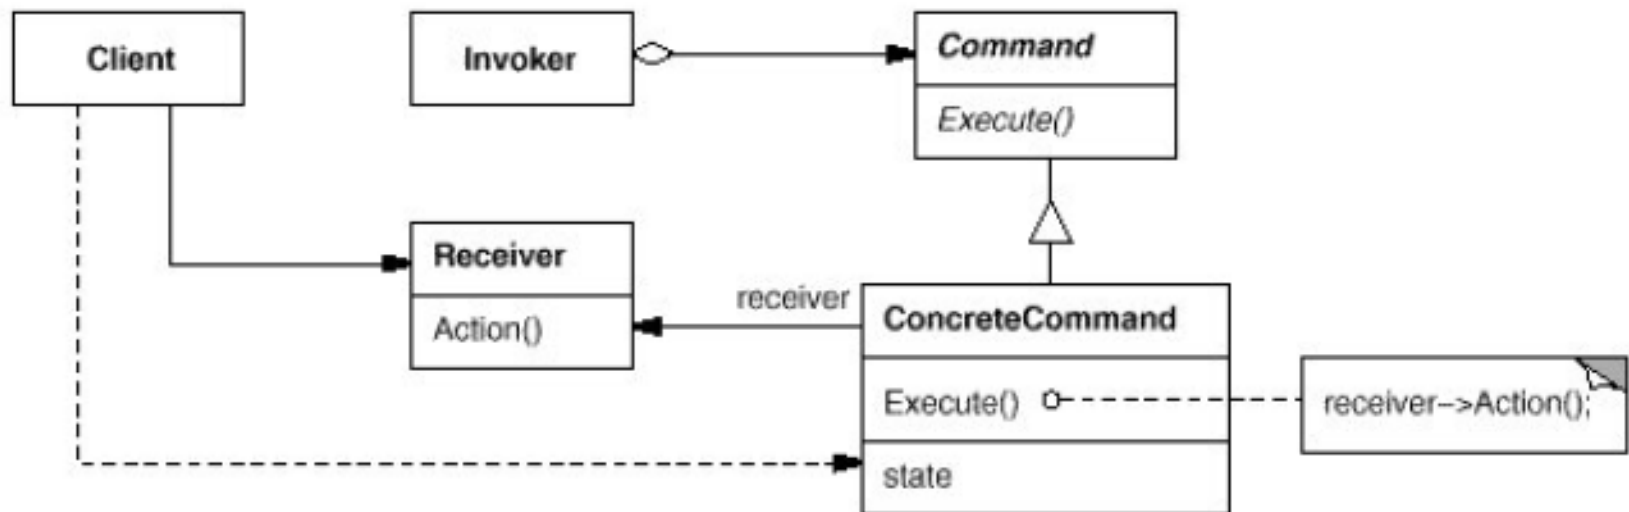 Client
Invoker
Command
Execute()
Receiver
Action()
receiver
ConcreteCommand
Execute()
state
receiver–>Action();